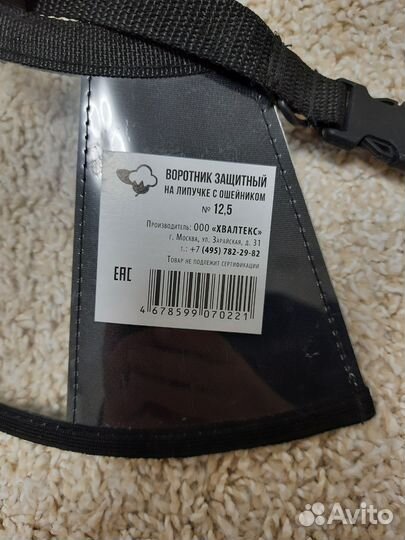 ВОРОТНИК ЗАЩИТНЫЙ
НА ЛИПУЧКЕ С ОШЕЙНИКОМ
№ 12,5
Производитель: ООО «ХВАЛТЕКС»
г. Москва, ул. Зарайская, д. 31
т.: +7 (495) 782-29-82
Товар не подлежит сертификации
ЕАС
4 678599 070221
Avito